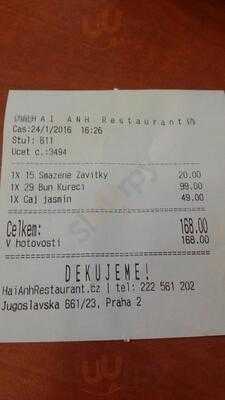 HAI ANH Restaurant
Cas:24/1/2016 16:26
Stul: B11
Ucet c.:3494
1X 15 Smazene Zavitky 20.00
1X 29 Bun Kureci 99.00
1X Caj jasmin 49.00
Celkem: 168.00
V hotovosti 168.00
DEKUJEME!
HaiAnhRestaurant.cz | tel: 222 561 202
Jugoslavska 661/23, Praha 2